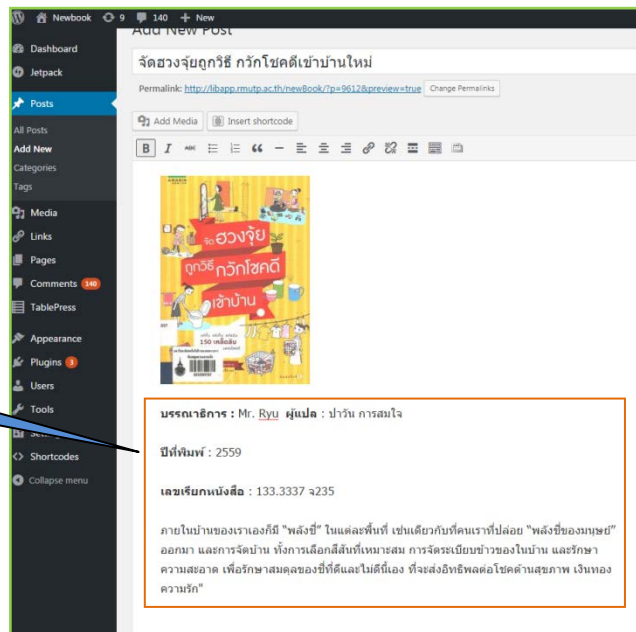 Newbook 9 140 + New
Add New Post
Dashboard
Jetpack
Posts
All Posts
Add New
Categories
Tags
Media
Links
Pages
Comments 140
TablePress
Appearance
Plugins 3
Users
Tools
Shortcodes
Collapse menu
จัดฮวงจุ้ยถูกวิธี กวักโชคดีเข้าบ้านใหม่
Permalink: http://libapp.rmutp.ac.th/newBook/?p=9612&preview=true Change Permalinks
Add Media Insert shortcode
B I ABC
จัดฮวงจุ้ย
ถูกวิธีกวักโชคดี
เข้าบ้าน
150 เคล็ดลับ
บรรณาธิการ : Mr. Ryu ผู้แปล : ปาวัน การสมใจ
ปีที่พิมพ์ : 2559
เลขเรียกหนังสือ : 133.3337 จ235
ภายในบ้านของเราเองก็มี "พลังชี่" ในแต่ละพื้นที่ เช่นเดียวกับที่คนเราที่ปล่อย "พลังชี่ของมนุษย์"
ออกมา และการจัดบ้าน ทั้งการเลือกสีสันที่เหมาะสม การจัดระเบียบข้าวของในบ้าน และรักษา
ความสะอาด เพื่อรักษาสมดุลของชี่ที่ดีและไม่ดีนี้เอง ที่จะส่งอิทธิพลต่อโชคด้านสุขภาพ เงินทอง
ความรัก"